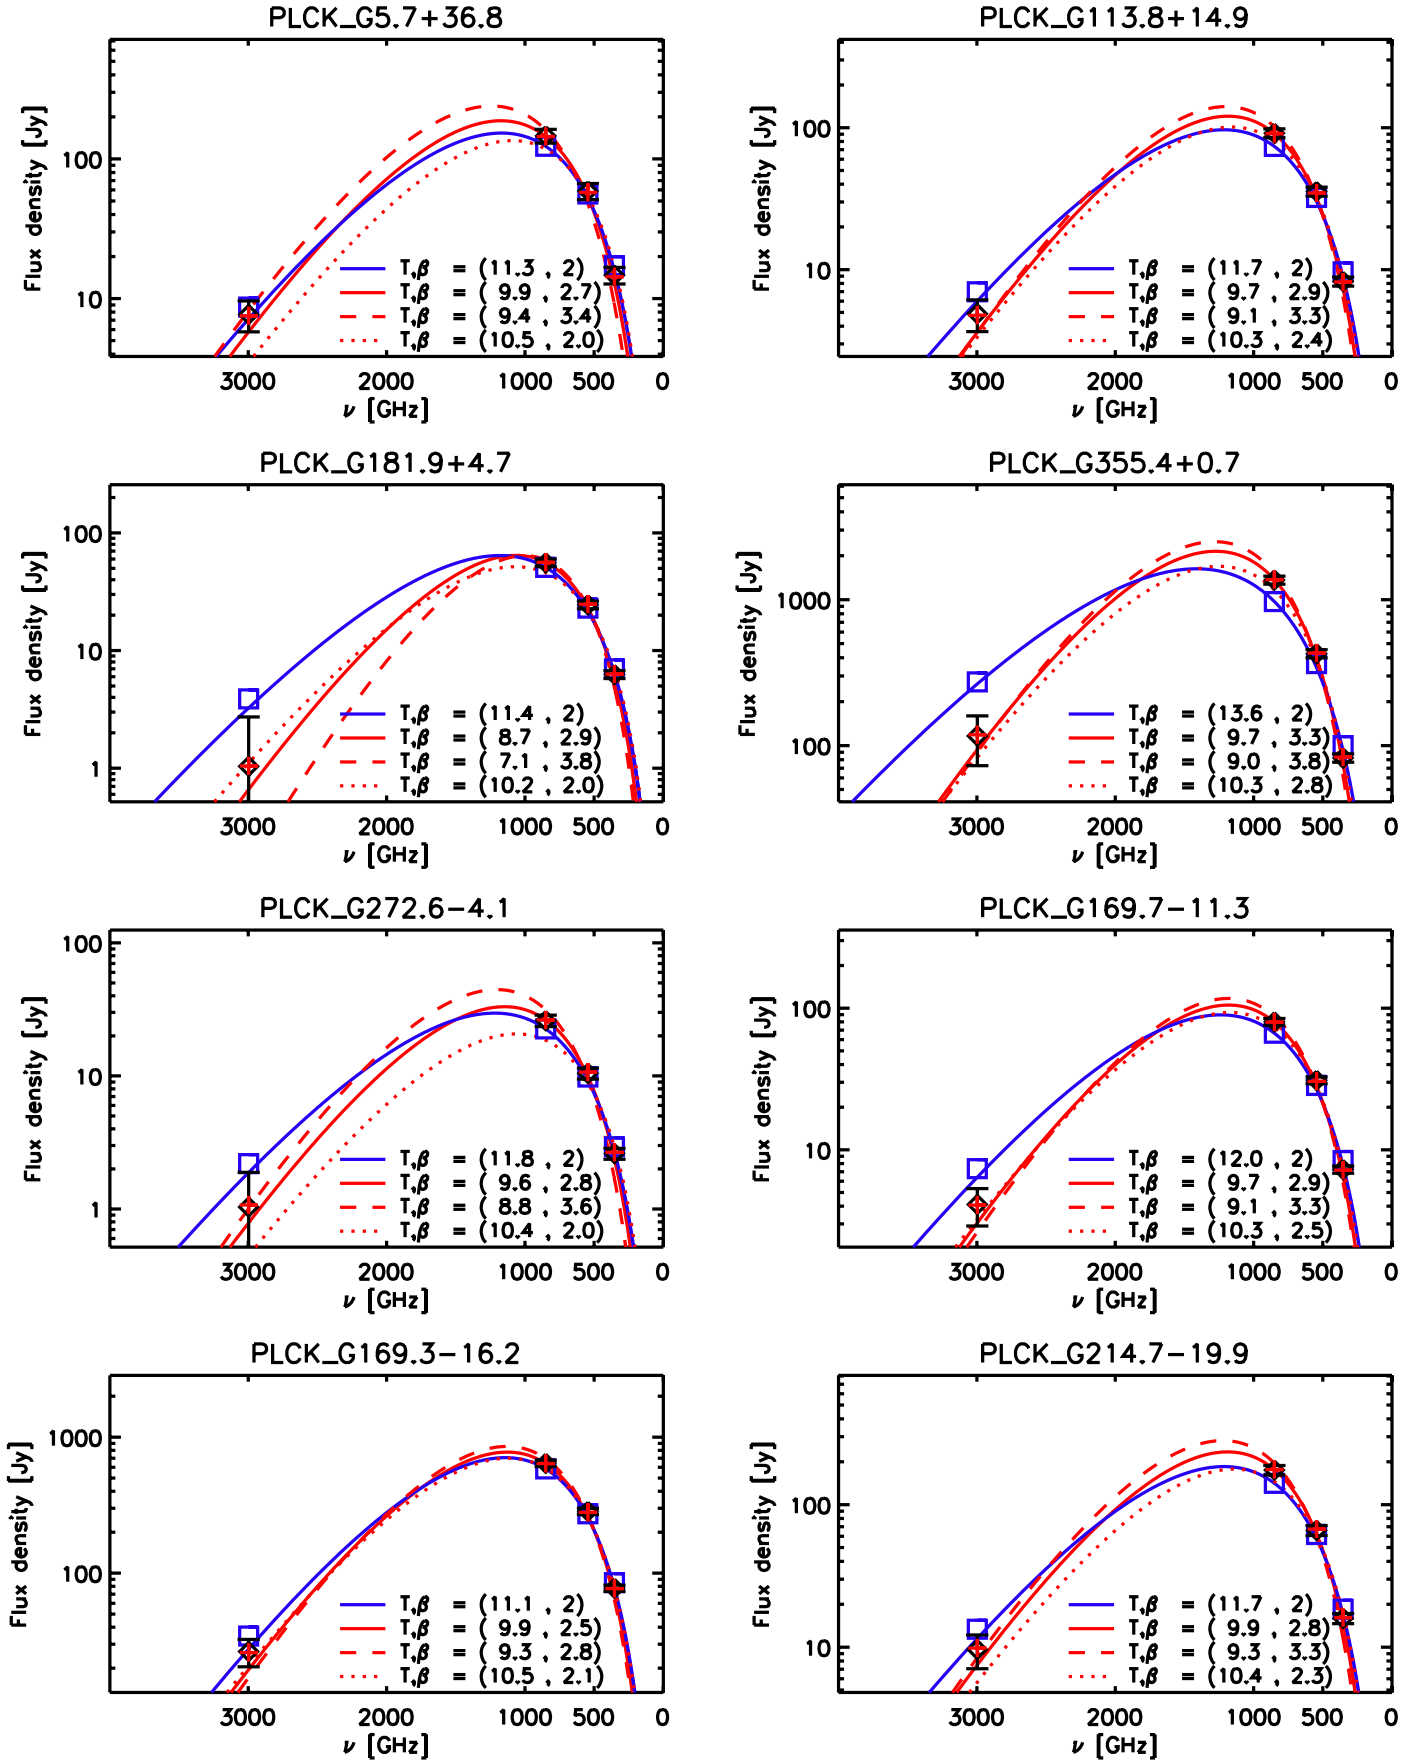 PLCK_G5.7+36.8
Flux density [Jy]
100
10
T,β = (11.3 , 2)
T,β = ( 9.9 , 2.7)
T,β = ( 9.4 , 3.4)
T,β = (10.5 , 2.0)
3000 2000 1000 500 0
ν [GHz]
PLCK_G113.8+14.9
Flux density [Jy]
100
10
T,β = (11.7 , 2)
T,β = ( 9.7 , 2.9)
T,β = ( 9.1 , 3.3)
T,β = (10.3 , 2.4)
3000 2000 1000 500 0
ν [GHz]
PLCK_G181.9+4.7
Flux density [Jy]
100
10
1
T,β = (11.4 , 2)
T,β = ( 8.7 , 2.9)
T,β = ( 7.1 , 3.8)
T,β = (10.2 , 2.0)
3000 2000 1000 500 0
ν [GHz]
PLCK_G355.4+0.7
Flux density [Jy]
1000
100
T,β = (13.6 , 2)
T,β = ( 9.7 , 3.3)
T,β = ( 9.0 , 3.8)
T,β = (10.3 , 2.8)
3000 2000 1000 500 0
ν [GHz]
PLCK_G272.6−4.1
Flux density [Jy]
100
10
1
T,β = (11.8 , 2)
T,β = ( 9.6 , 2.8)
T,β = ( 8.8 , 3.6)
T,β = (10.4 , 2.0)
3000 2000 1000 500 0
ν [GHz]
PLCK_G169.7−11.3
Flux density [Jy]
100
10
T,β = (12.0 , 2)
T,β = ( 9.7 , 2.9)
T,β = ( 9.1 , 3.3)
T,β = (10.3 , 2.5)
3000 2000 1000 500 0
ν [GHz]
PLCK_G169.3−16.2
Flux density [Jy]
1000
100
T,β = (11.1 , 2)
T,β = ( 9.9 , 2.5)
T,β = ( 9.3 , 2.8)
T,β = (10.5 , 2.1)
3000 2000 1000 500 0
ν [GHz]
PLCK_G214.7−19.9
Flux density [Jy]
100
10
T,β = (11.7 , 2)
T,β = ( 9.9 , 2.8)
T,β = ( 9.3 , 3.3)
T,β = (10.4 , 2.3)
3000 2000 1000 500 0
ν [GHz]